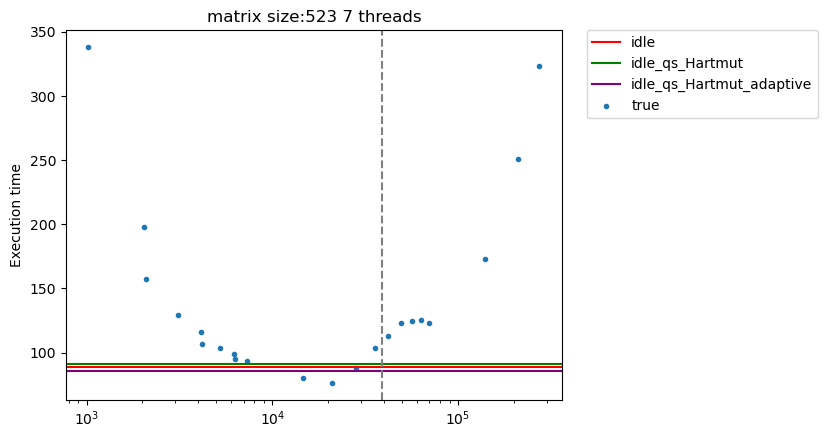 matrix size:523 7 threads
Execution time
350
300
250
200
150
100
10³
10⁴
10⁵
idle
idle_qs_Hartmut
idle_qs_Hartmut_adaptive
true